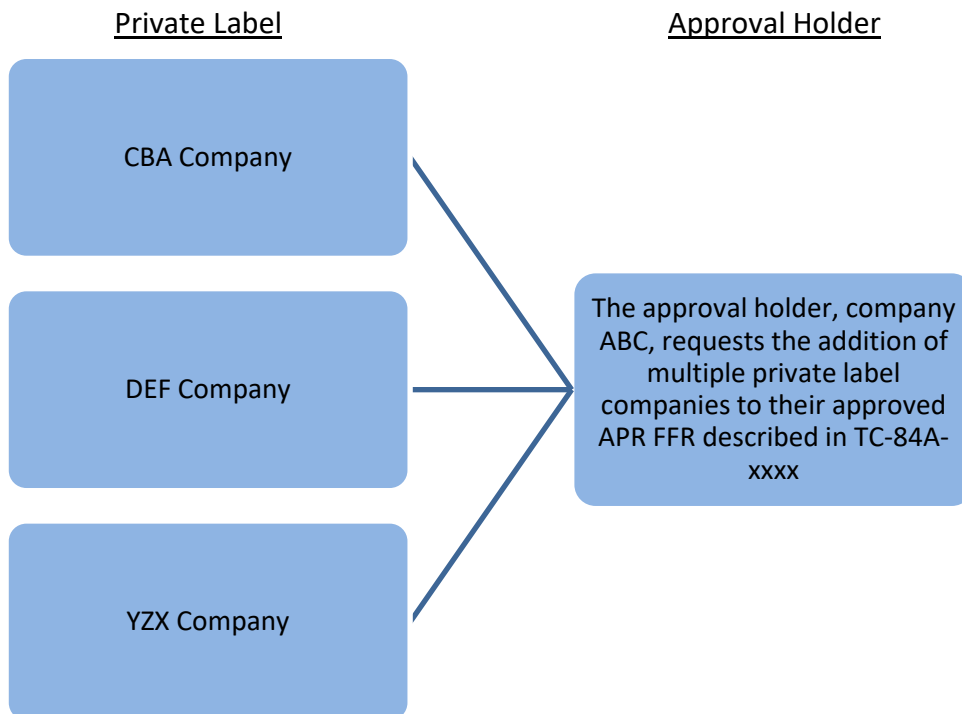 Private Label
Approval Holder
CBA Company
DEF Company
YZX Company
The approval holder, company
ABC, requests the addition of
multiple private label
companies to their approved
APR FFR described in TC-84A-
xxxx